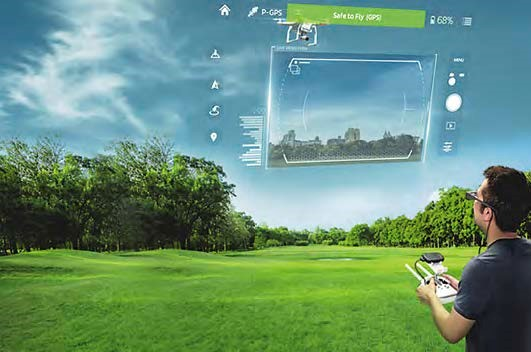 P-GPS
Safe to Fly (GPS)
68%
MENU